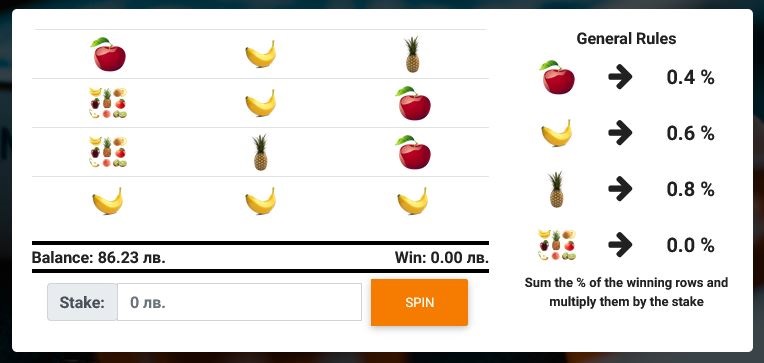 General Rules
0.4 %
0.6 %
0.8 %
0.0 %
Sum the % of the winning rows and
multiply them by the stake
Balance: 86.23 лв.
Win: 0.00 лв.
Stake:
0 лв.
SPIN